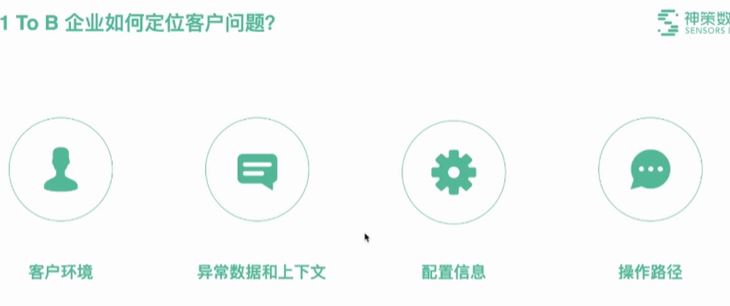 1 To B 企业如何定位客户问题?
神策数
SENSORS
客户环境
异常数据和上下文
配置信息
操作路径